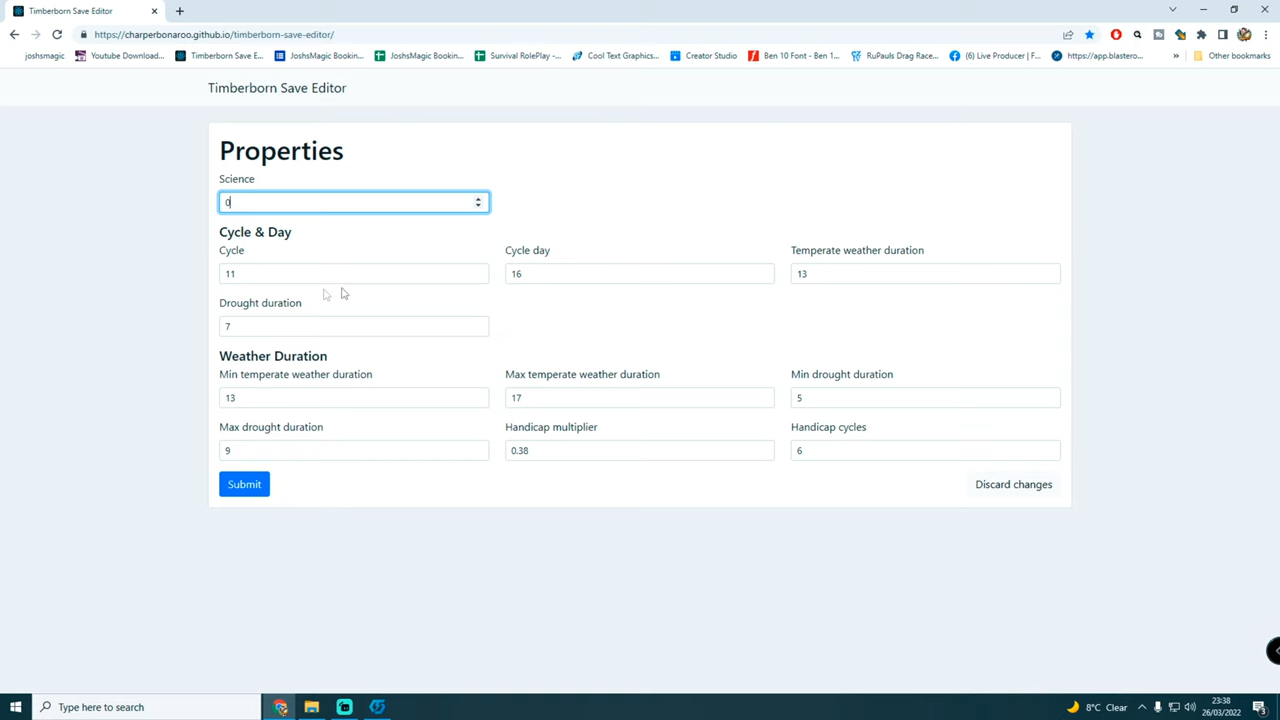 Timberborn Save Editor
https://charperbonaroo.github.io/timberborn-save-editor/
joshsmagic Youtube Download... Timberborn Save E... JoshsMagic Bookin... JoshsMagic Bookin... Survival RolePlay -... Cool Text Graphics... Creator Studio Ben 10 Font - Ben 1... RuPauls Drag Race... (6) Live Producer | F... https://app.blastero... » Other bookmarks
Timberborn Save Editor
Properties
Science
0
Cycle & Day
Cycle Cycle day Temperate weather duration
11 16 13
Drought duration
7
Weather Duration
Min temperate weather duration Max temperate weather duration Min drought duration
13 17 5
Max drought duration Handicap multiplier Handicap cycles
9 0.38 6
Submit Discard changes
Type here to search 8°C Clear 23:38
26/03/2022
3